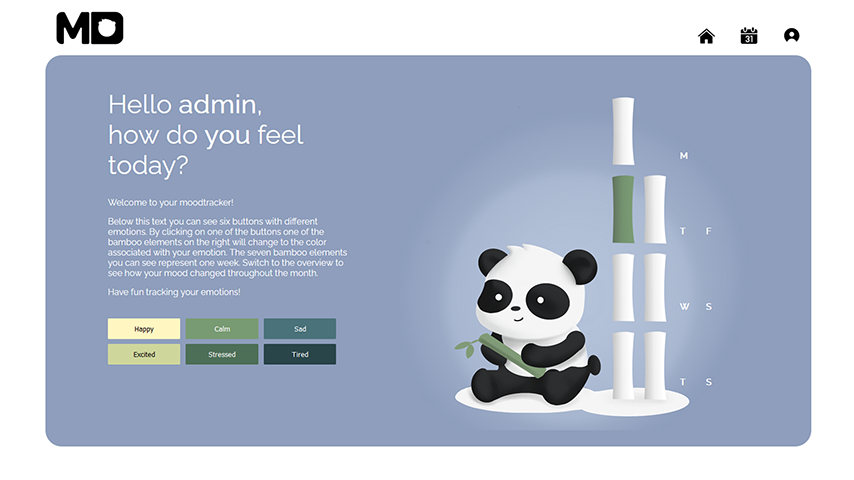 MD
31
Hello admin,
how do you feel
today?
Welcome to your moodtracker!
Below this text you can see six buttons with different
emotions. By clicking on one of the buttons one of the
bamboo elements on the right will change to the color
associated with your emotion. The seven bamboo elements
you can see represent one week. Switch to the overview to
see how your mood changed throughout the month.
Have fun tracking your emotions!
Happy Calm Sad
Excited Stressed Tired
M
T F
W S
T S